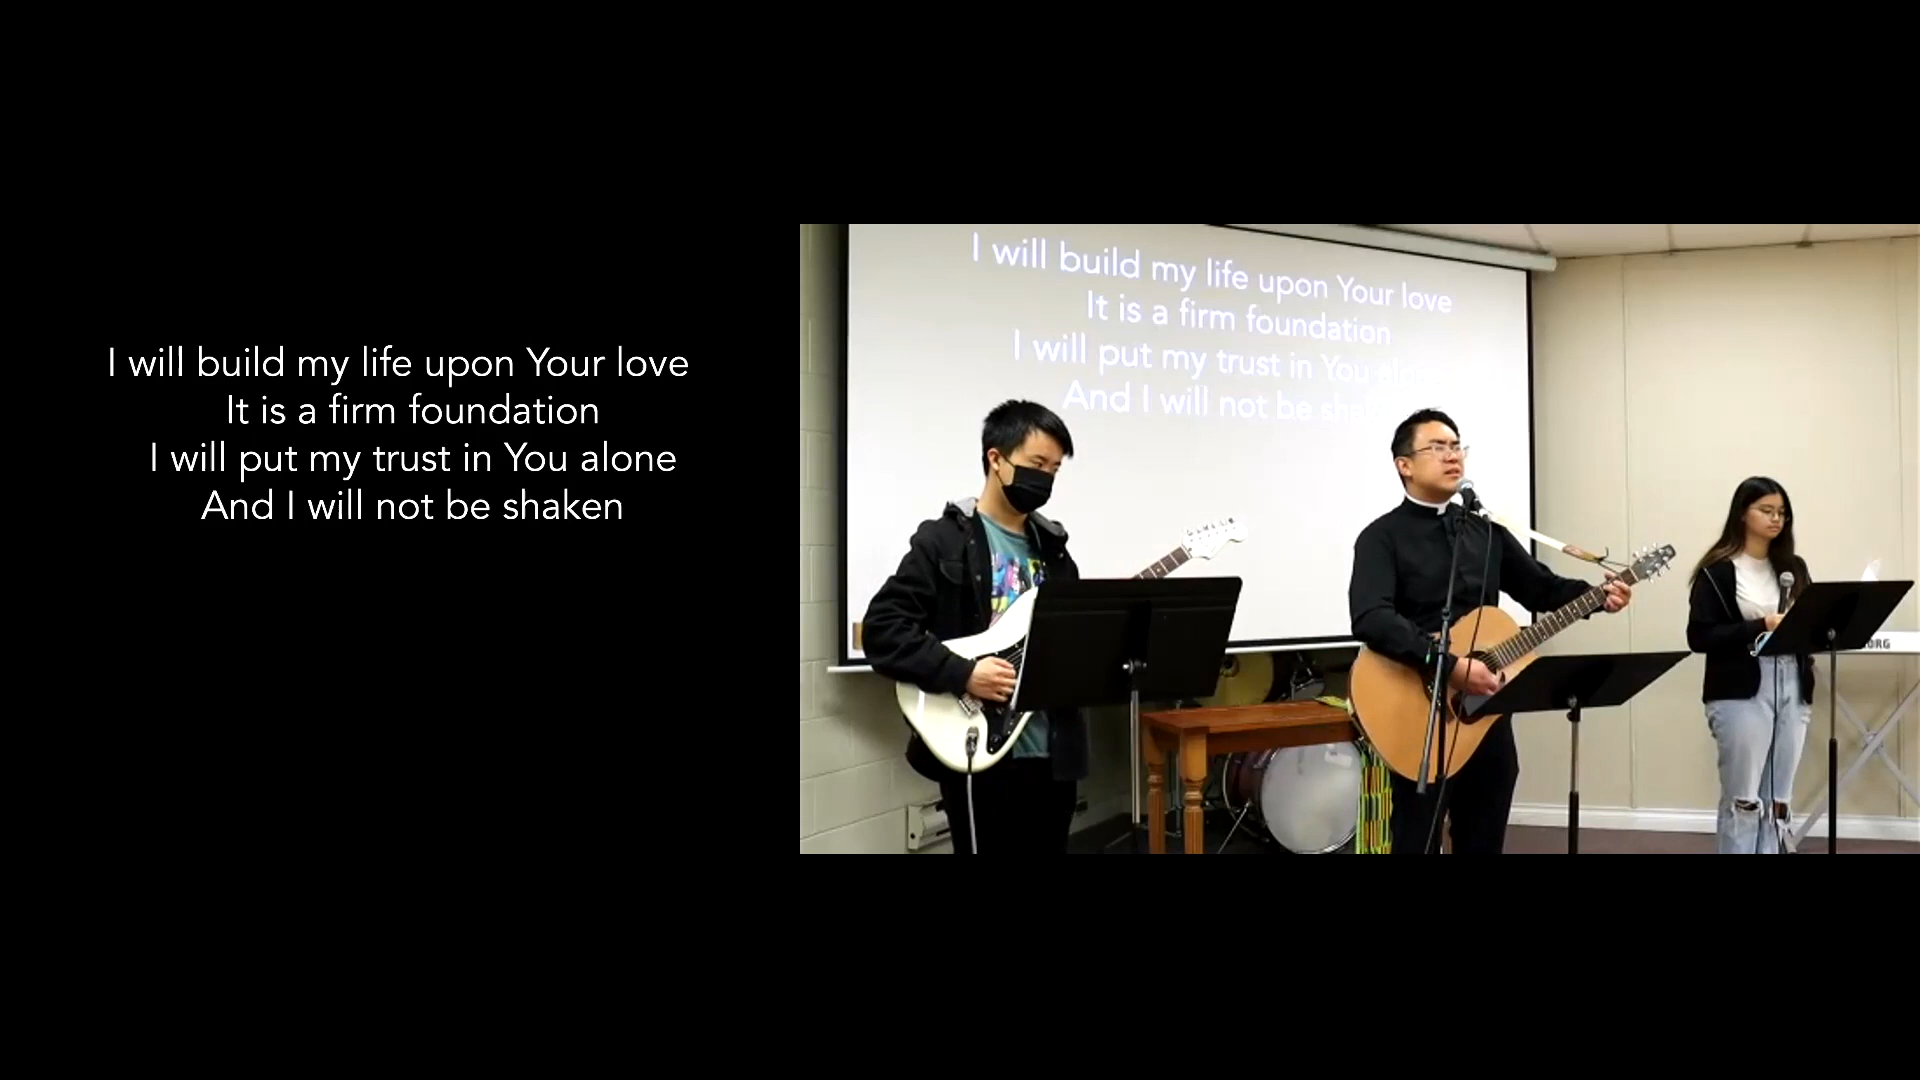 I will build my life upon Your love
It is a firm foundation
I will put my trust in You alone
And I will not be shaken
I will build my life upon Your love
It is a firm foundation
I will put my trust in You
And I will not be
ORG